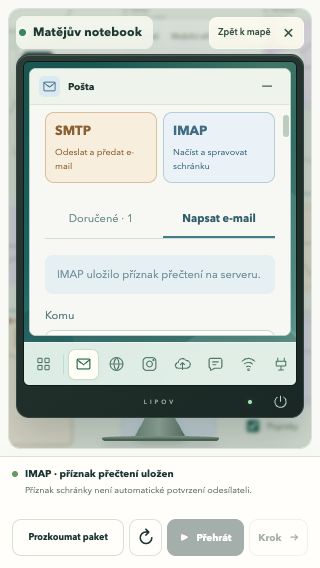 Matějův notebook
Zpět k mapě
Pošta
SMTP
Odeslat a předat e-
mail
IMAP
Načíst a spravovat
schránku
Doručené · 1
Napsat e-mail
IMAP uložilo příznak přečtení na serveru.
Komu
LIPOV
IMAP · příznak přečtení uložen
Příznak schránky není automatické potvrzení odesílateli.
Prozkoumat paket
Přehrát
Krok